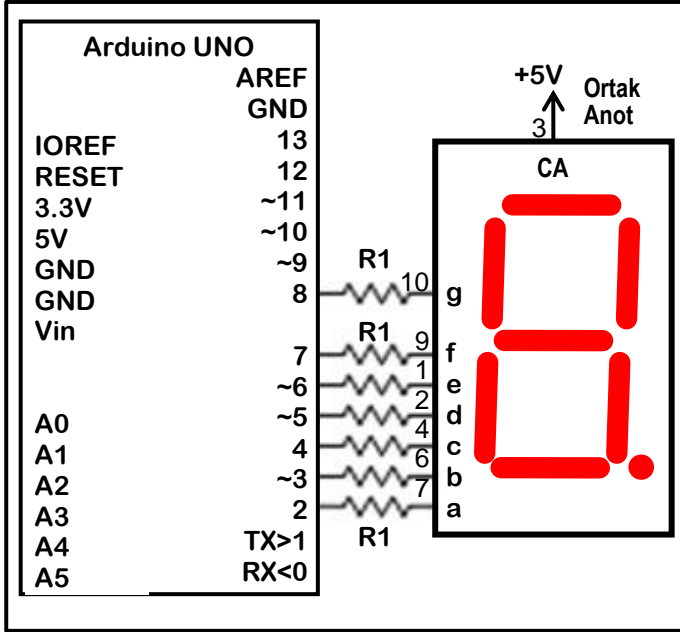 Arduino UNO
AREF
GND
IOREF
13
RESET
12
3.3V
~11
5V
~10
GND
~9
GND
8
Vin
7
~6
~5
A0
4
A1
~3
A2
2
A3
TX>1
A4
RX<0
A5
R1
R1
R1
10
9
1
2
4
6
7
+5V
Ortak
Anot
3
CA
g
f
e
d
c
b
a